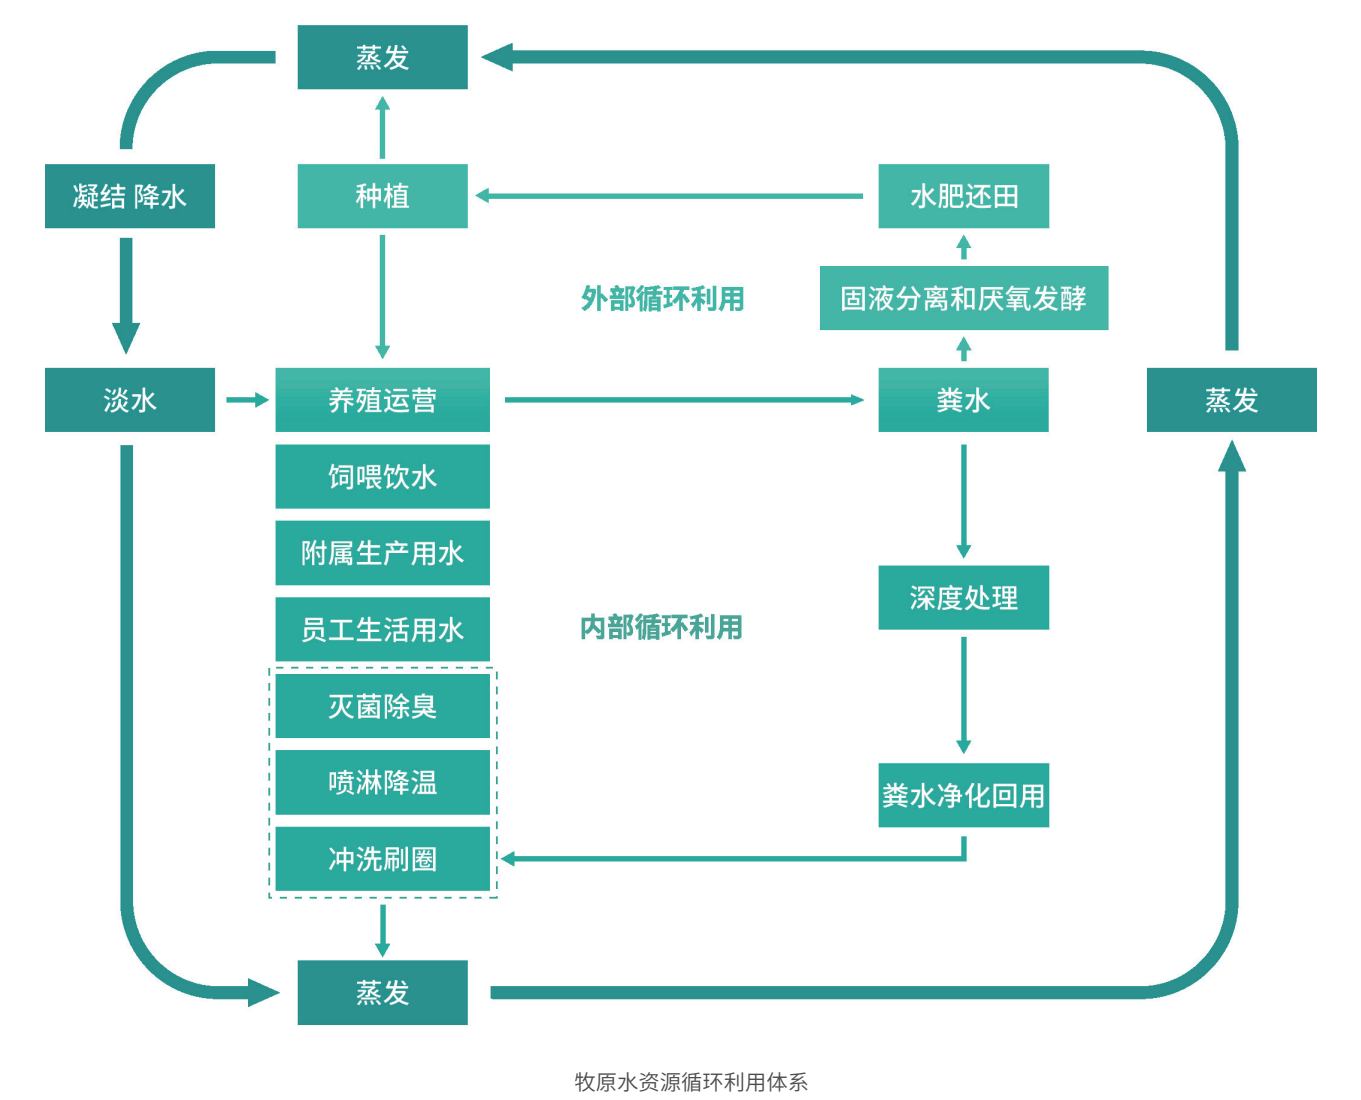 蒸发
凝结 降水
种植
水肥还田
外部循环利用
固液分离和厌氧发酵
淡水
养殖运营
粪水
蒸发
饲喂饮水
附属生产用水
深度处理
员工生活用水
内部循环利用
灭菌除臭
喷淋降温
粪水净化回用
冲洗刷圈
蒸发
牧原水资源循环利用体系